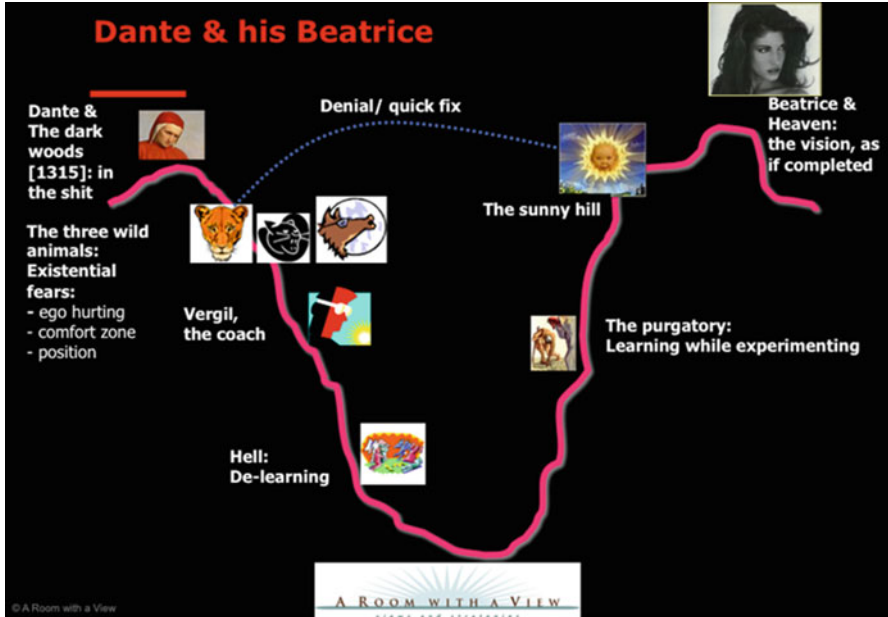 Dante & his Beatrice
Dante &
The dark
woods
[1315]: in
the shit
Denial/ quick fix
Beatrice &
Heaven:
the vision, as
if completed
The sunny hill
The three wild
animals:
Existential
fears:
- ego hurting
- comfort zone
- position
Vergil,
the coach
The purgatory:
Learning while experimenting
Hell:
De-learning
A ROOM WITH A VIEW
© A Room with a View